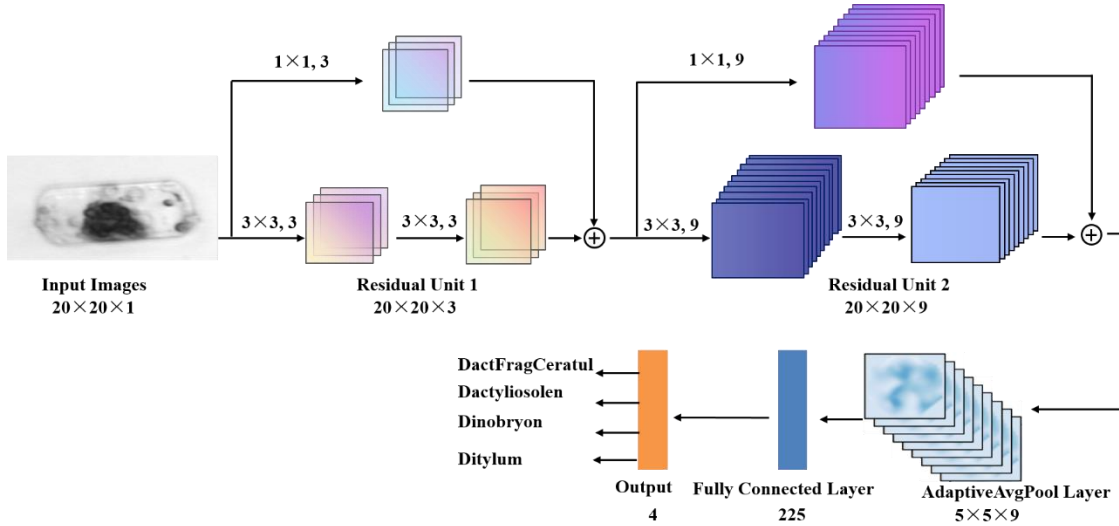 1×1, 3
1×1, 9
3×3, 3
3×3, 3
3×3, 9
3×3, 9
Input Images
20×20×1
Residual Unit 1
20×20×3
Residual Unit 2
20×20×9
DactFragCeratul
Dactyliosolen
Dinobryon
Ditylum
Output
4
Fully Connected Layer
225
AdaptiveAvgPool Layer
5×5×9